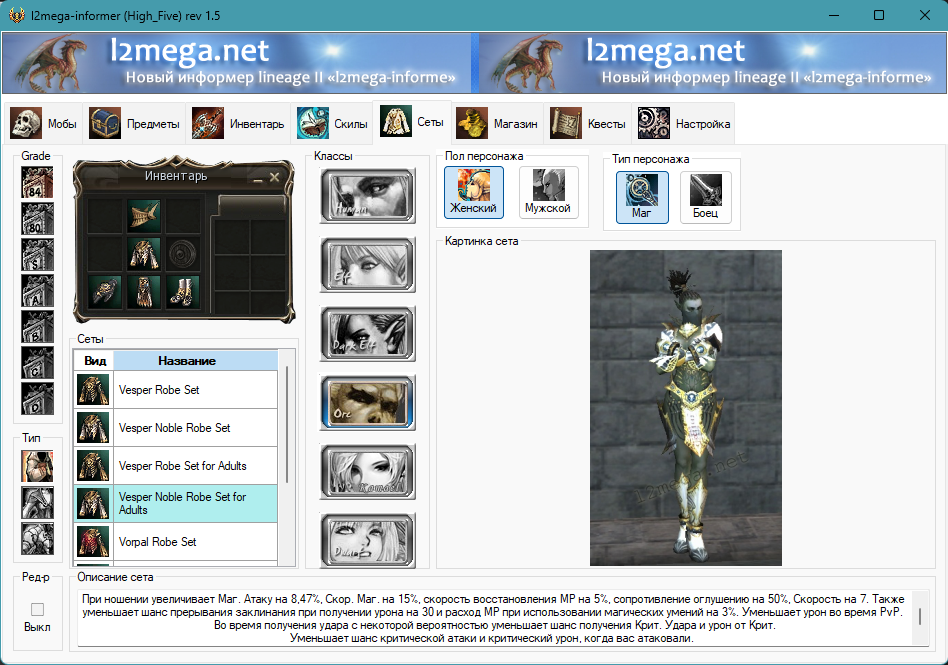 l2mega-informer (High_Five) rev 1.5
l2mega.net
Новый информер lineage II «l2mega-informe»
l2mega.net
Новый информер lineage II «l2mega-informe»
Мобы
Предметы
Инвентарь
Скилы
Сеты
Магазин
Квесты
Настройка
Grade
84
80
S
A
B
C
D
Тип
Ред-р
Выкл
Инвентарь
Сеты
Вид Название
Vesper Robe Set
Vesper Noble Robe Set
Vesper Robe Set for Adults
Vesper Noble Robe Set for
Adults
Vorpal Robe Set
Классы
Human
Elf
Dark Elf
Orc
Kamael
Dwarf
Пол персонажа
Женский
Мужской
Тип персонажа
Маг
Боец
Картинка сета
L2mega.net
Описание сета
При ношении увеличивает Маг. Атаку на 8,47%, Скор. Маг. на 15%, скорость восстановления MP на 5%, сопротивление оглушению на 50%, Скорость на 7. Также
уменьшает шанс прерывания заклинания при получении урона на 30 и расход MP при использовании магических умений на 3%. Уменьшает урон во время PvP.
Во время получения удара с некоторой вероятностью уменьшает шанс получения Крит. Удара и урон от Крит.
Уменьшает шанс критической атаки и критический урон, когда вас атаковали.